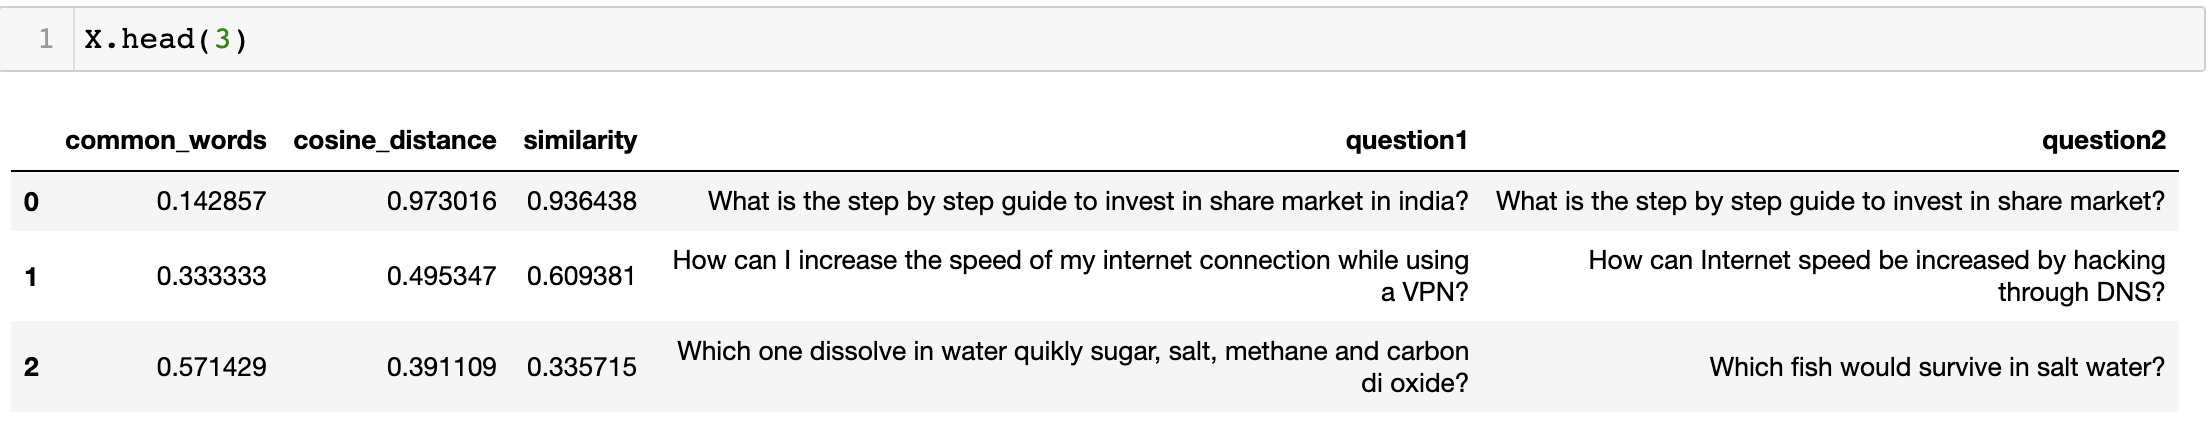 1 X.head(3)
common_words cosine_distance similarity question1 question2
0 0.142857 0.973016 0.936438 What is the step by step guide to invest in share market in india? What is the step by step guide to invest in share market?
1 0.333333 0.495347 0.609381 How can I increase the speed of my internet connection while using a VPN? How can Internet speed be increased by hacking through DNS?
2 0.571429 0.391109 0.335715 Which one dissolve in water quikly sugar, salt, methane and carbon di oxide? Which fish would survive in salt water?